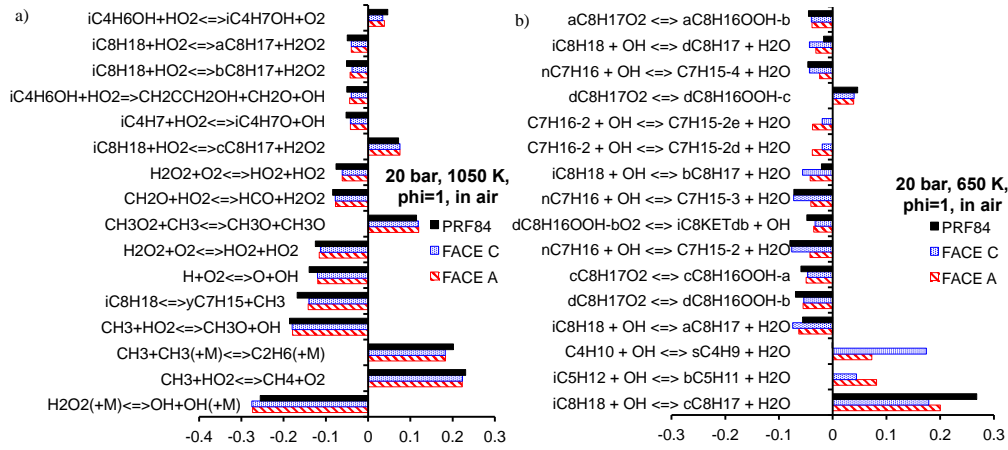 a)
iC4H6OH+HO2<=>iC4H7OH+O2
iC8H18+HO2<=>aC8H17+H2O2
iC8H18+HO2<=>bC8H17+H2O2
iC4H6OH+HO2=>CH2CCH2OH+CH2O+OH
iC4H7+HO2<=>iC4H7O+OH
iC8H18+HO2<=>cC8H17+H2O2
H2O2+O2<=>HO2+HO2
CH2O+HO2<=>HCO+H2O2
CH3O2+CH3<=>CH3O+CH3O
H2O2+O2<=>HO2+HO2
H+O2<=>O+OH
iC8H18<=>yC7H15+CH3
CH3+HO2<=>CH3O+OH
CH3+CH3(+M)<=>C2H6(+M)
CH3+HO2<=>CH4+O2
H2O2(+M)<=>OH+OH(+M)
20 bar, 1050 K,
phi=1, in air
PRF84
FACE C
FACE A
-0.4 -0.3 -0.2 -0.1 0 0.1 0.2 0.3
b)
aC8H17O2 <=> aC8H16OOH-b
iC8H18 + OH <=> dC8H17 + H2O
nC7H16 + OH <=> C7H15-4 + H2O
dC8H17O2 <=> dC8H16OOH-c
C7H16-2 + OH <=> C7H15-2e + H2O
C7H16-2 + OH <=> C7H15-2d + H2O
iC8H18 + OH <=> bC8H17 + H2O
nC7H16 + OH <=> C7H15-3 + H2O
dC8H16OOH-bO2 <=> iC8KETdb + OH
nC7H16 + OH <=> C7H15-2 + H2O
cC8H17O2 <=> cC8H16OOH-a
dC8H17O2 <=> dC8H16OOH-b
iC8H18 + OH <=> aC8H17 + H2O
C4H10 + OH <=> sC4H9 + H2O
iC5H12 + OH <=> bC5H11 + H2O
iC8H18 + OH <=> cC8H17 + H2O
20 bar, 650 K,
phi=1, in air
PRF84
FACE C
FACE A
-0.3 -0.2 -0.1 0 0.1 0.2 0.3